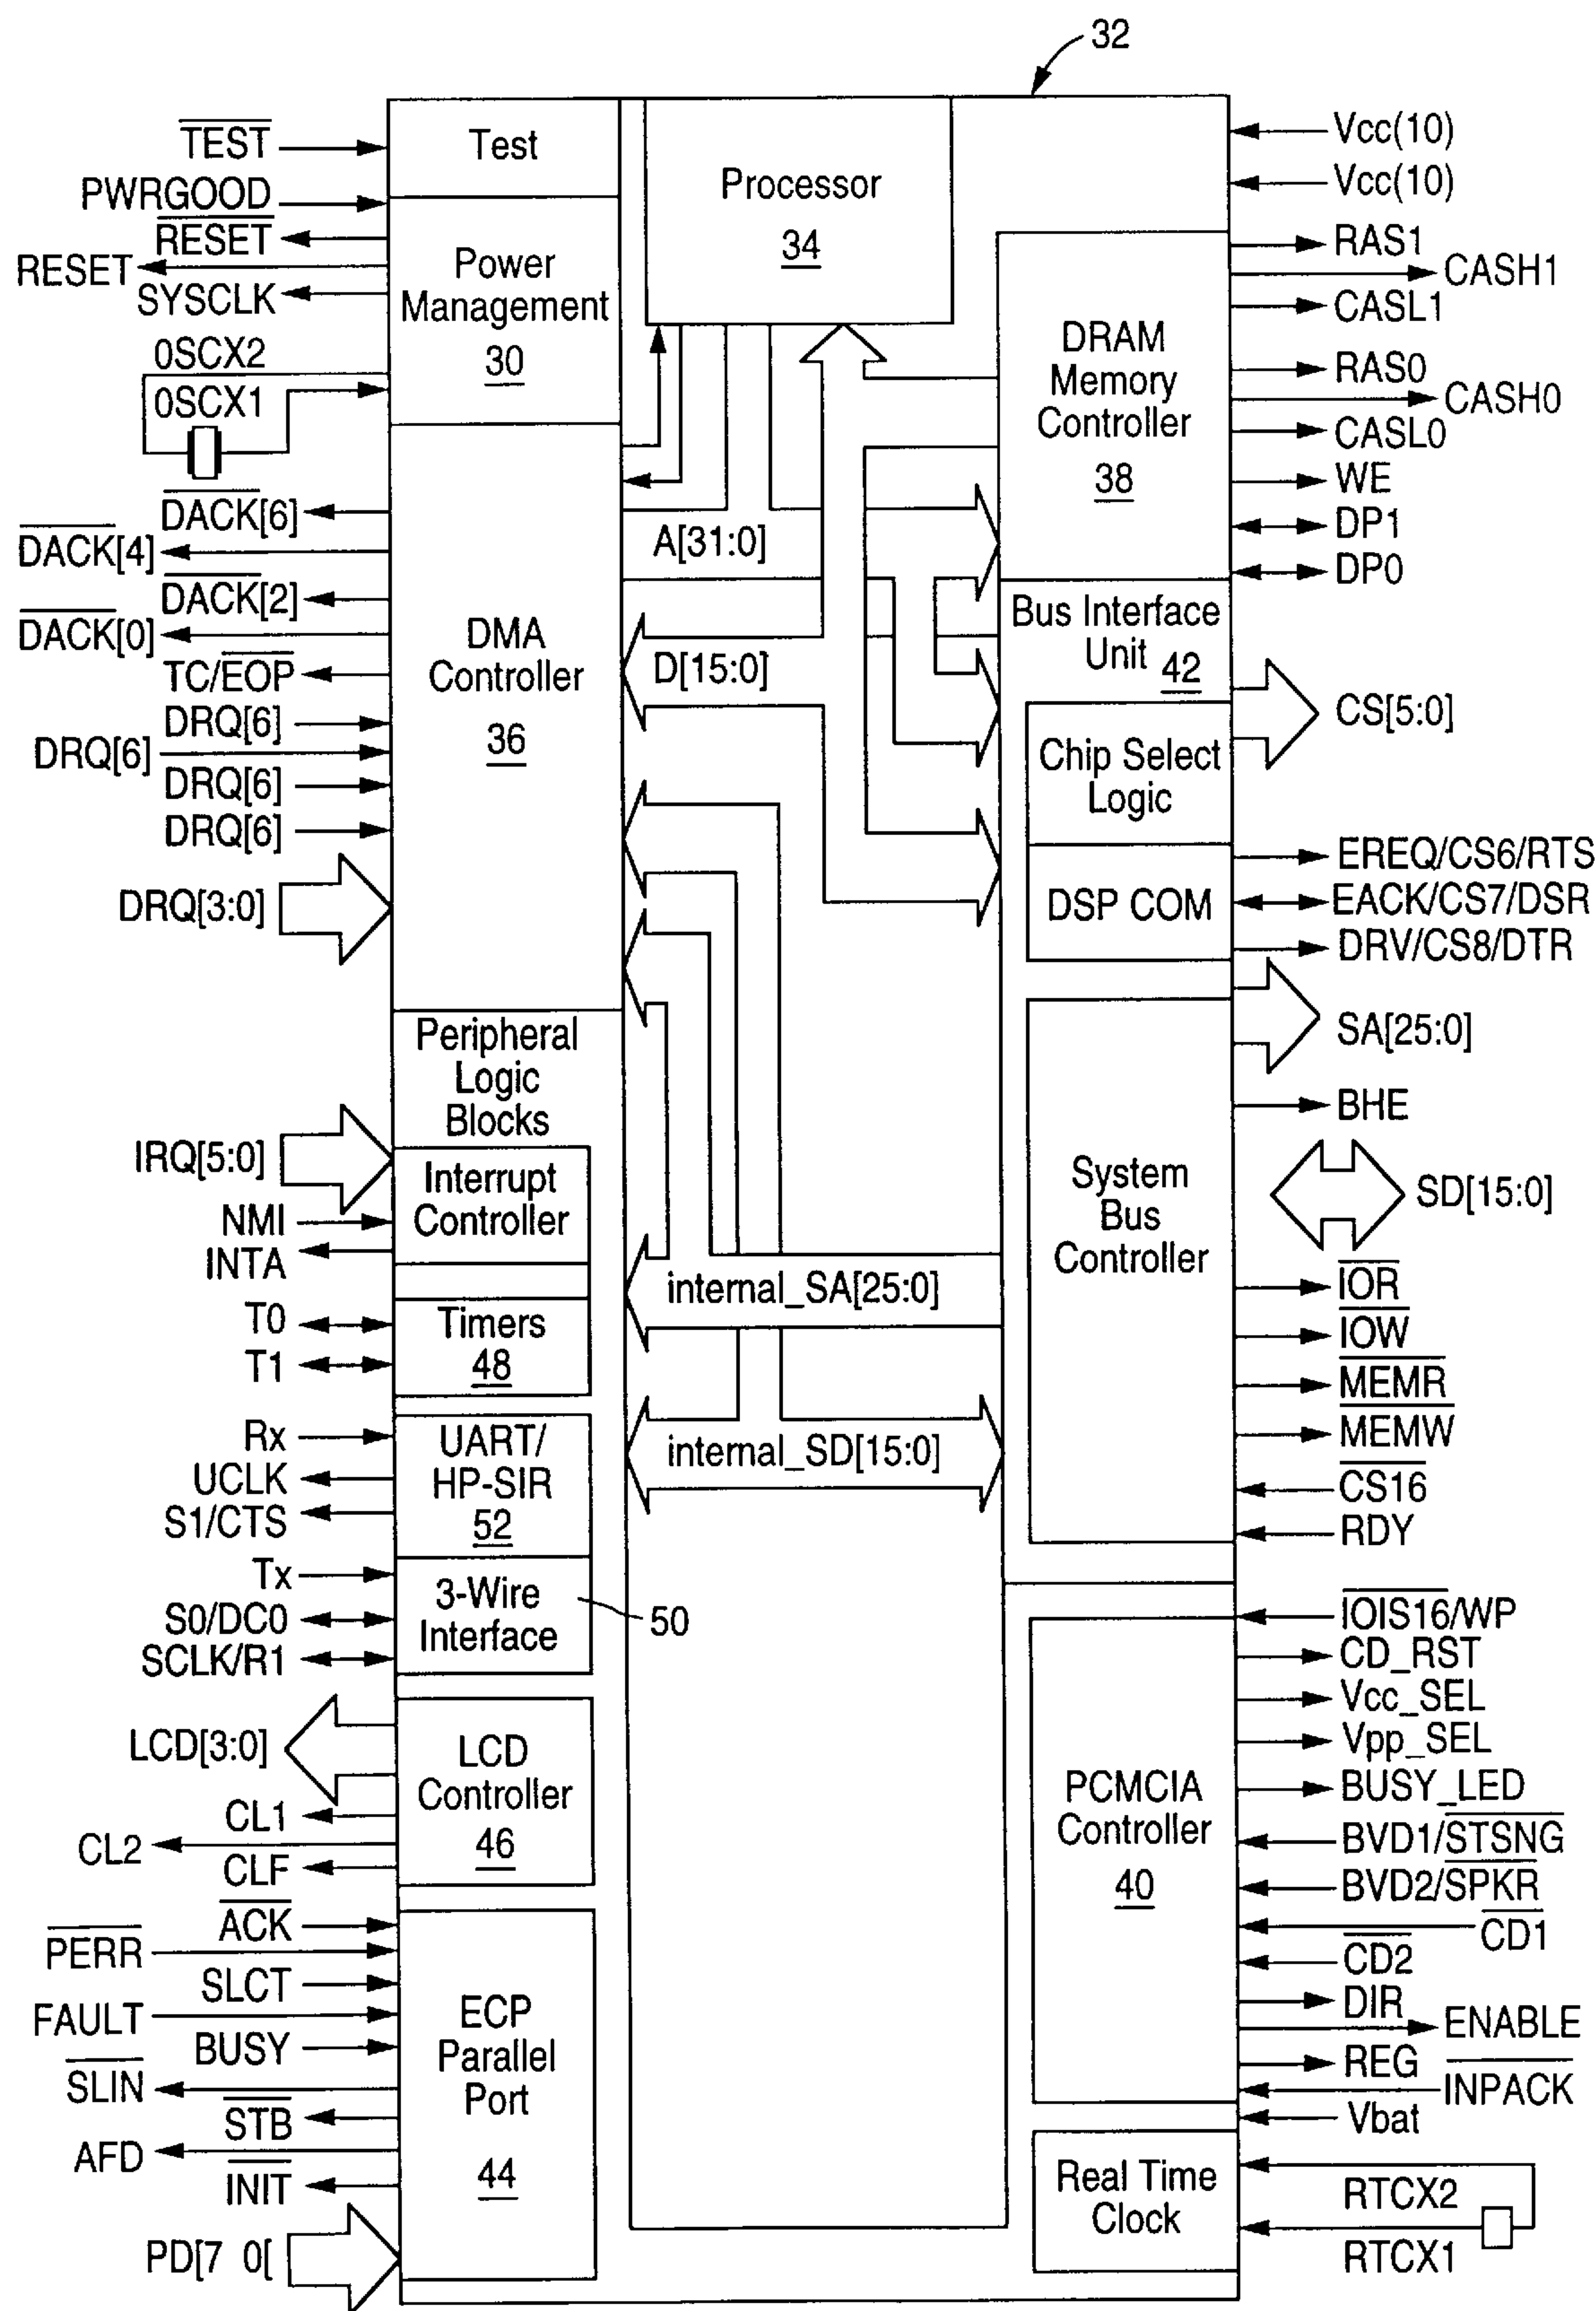 32
TEST
PWRGOOD
RESET
RESET
SYSCLK
0SCX2
0SCX1
DACK[6]
DACK[4]
DACK[2]
DACK[0]
TC/EOP
DRQ[6]
DRQ[6]
DRQ[6]
DRQ[6]
DRQ[3:0]
IRQ[5:0]
NMI
INTA
T0
T1
Rx
UCLK
S1/CTS
Tx
S0/DC0
SCLK/R1
LCD[3:0]
CL1
CL2
CLF
ACK
PERR
SLCT
FAULT
BUSY
SLIN
STB
AFD
INIT
PD[7 0[
Test
Power
Management
30
DMA
Controller
36
Peripheral
Logic
Blocks
Interrupt
Controller
Timers
48
UART/
HP-SIR
52
3-Wire
Interface
50
LCD
Controller
46
ECP
Parallel
Port
44
Processor
34
A[31:0]
D[15:0]
internal_SA[25:0]
internal_SD[15:0]
DRAM
Memory
Controller
38
Bus Interface
Unit 42
Chip Select
Logic
DSP COM
System
Bus
Controller
PCMCIA
Controller
40
Real Time
Clock
Vcc(10)
Vcc(10)
RAS1
CASH1
CASL1
RAS0
CASH0
CASL0
WE
DP1
DP0
CS[5:0]
EREQ/CS6/RTS
EACK/CS7/DSR
DRV/CS8/DTR
SA[25:0]
BHE
SD[15:0]
IOR
IOW
MEMR
MEMW
CS16
RDY
IOIS16/WP
CD_RST
Vcc_SEL
Vpp_SEL
BUSY_LED
BVD1/STSNG
BVD2/SPKR
CD1
CD2
DIR
ENABLE
REG
INPACK
Vbat
RTCX2
RTCX1